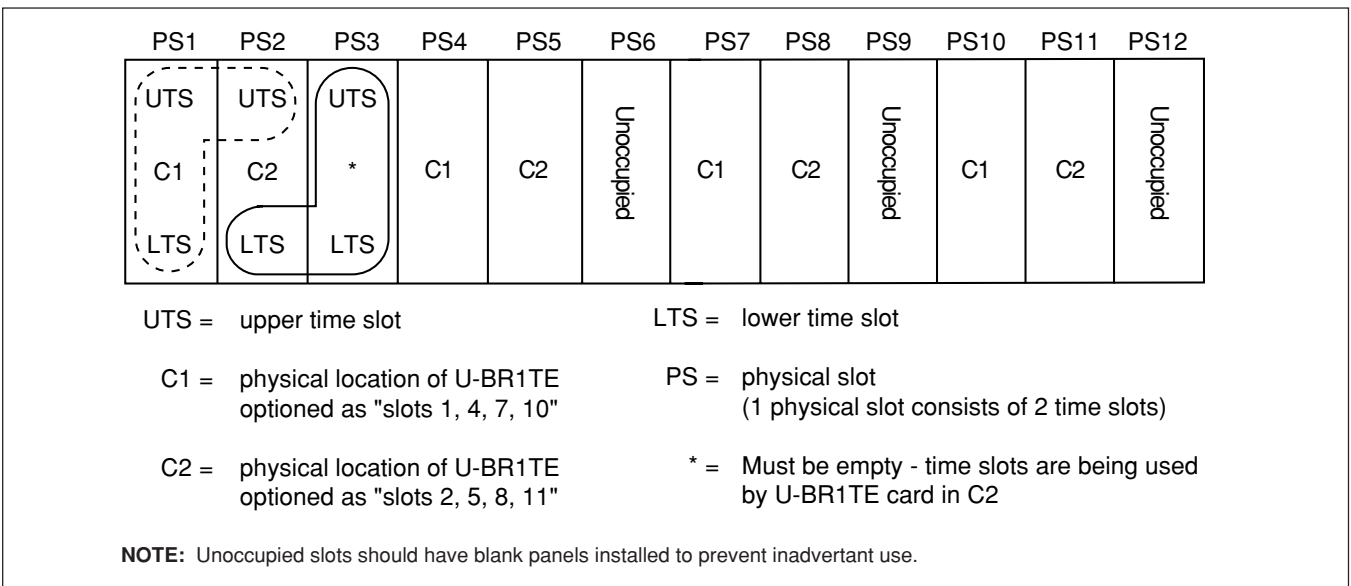 PS1 PS2 PS3 PS4 PS5 PS6 PS7 PS8 PS9 PS10 PS11 PS12
UTS UTS UTS
C1 C2 * C1 C2 Unoccupied C1 C2 Unoccupied C1 C2 Unoccupied
LTS LTS LTS
UTS = upper time slot
LTS = lower time slot
C1 = physical location of U-BR1TE
optioned as "slots 1, 4, 7, 10"
PS = physical slot
(1 physical slot consists of 2 time slots)
C2 = physical location of U-BR1TE
optioned as "slots 2, 5, 8, 11"
* = Must be empty - time slots are being used
by U-BR1TE card in C2
NOTE: Unoccupied slots should have blank panels installed to prevent inadvertant use.